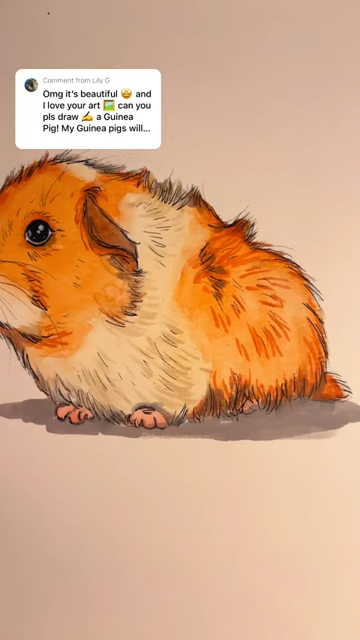 Comment from Lily G
Omg it's beautiful 🤩 and
I love your art 🖼️ can you
pls draw ✍️ a Guinea
Pig! My Guinea pigs will...